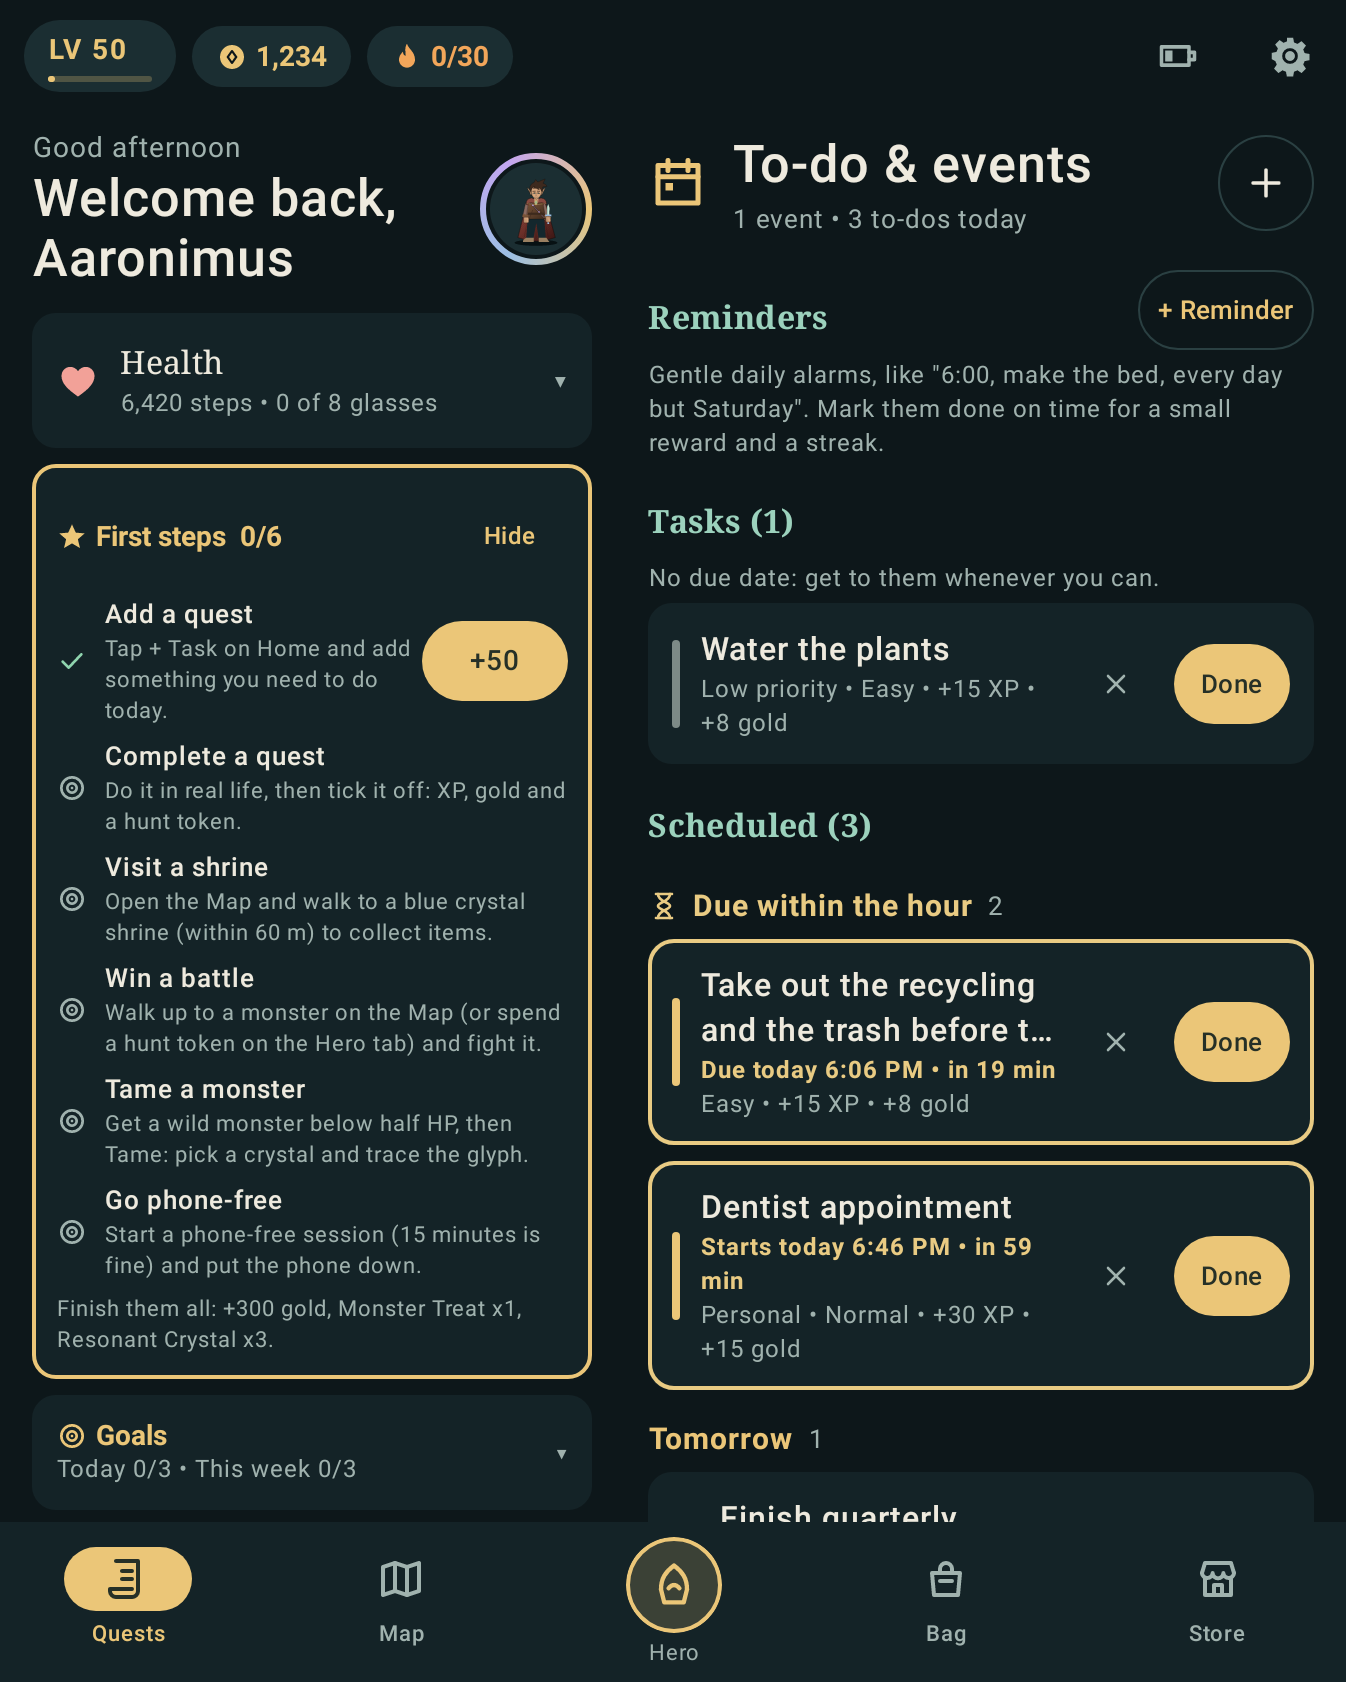 LV 50
1,234
0/30
Good afternoon
Welcome back,
Aaronimus
Health
6,420 steps • 0 of 8 glasses
First steps 0/6
Hide
Add a quest
Tap + Task on Home and add
something you need to do
today.
+50
Complete a quest
Do it in real life, then tick it off: XP, gold and
a hunt token.
Visit a shrine
Open the Map and walk to a blue crystal
shrine (within 60 m) to collect items.
Win a battle
Walk up to a monster on the Map (or spend
a hunt token on the Hero tab) and fight it.
Tame a monster
Get a wild monster below half HP, then
Tame: pick a crystal and trace the glyph.
Go phone-free
Start a phone-free session (15 minutes is
fine) and put the phone down.
Finish them all: +300 gold, Monster Treat x1,
Resonant Crystal x3.
Goals
Today 0/3 • This week 0/3
To-do & events
1 event • 3 to-dos today
Reminders
+ Reminder
Gentle daily alarms, like "6:00, make the bed, every day
but Saturday". Mark them done on time for a small
reward and a streak.
Tasks (1)
No due date: get to them whenever you can.
Water the plants
Low priority • Easy • +15 XP •
+8 gold
Done
Scheduled (3)
Due within the hour 2
Take out the recycling
and the trash before t…
Due today 6:06 PM • in 19 min
Easy • +15 XP • +8 gold
Done
Dentist appointment
Starts today 6:46 PM • in 59
min
Personal • Normal • +30 XP •
+15 gold
Done
Tomorrow 1
Finish quarterly
Quests
Map
Hero
Bag
Store